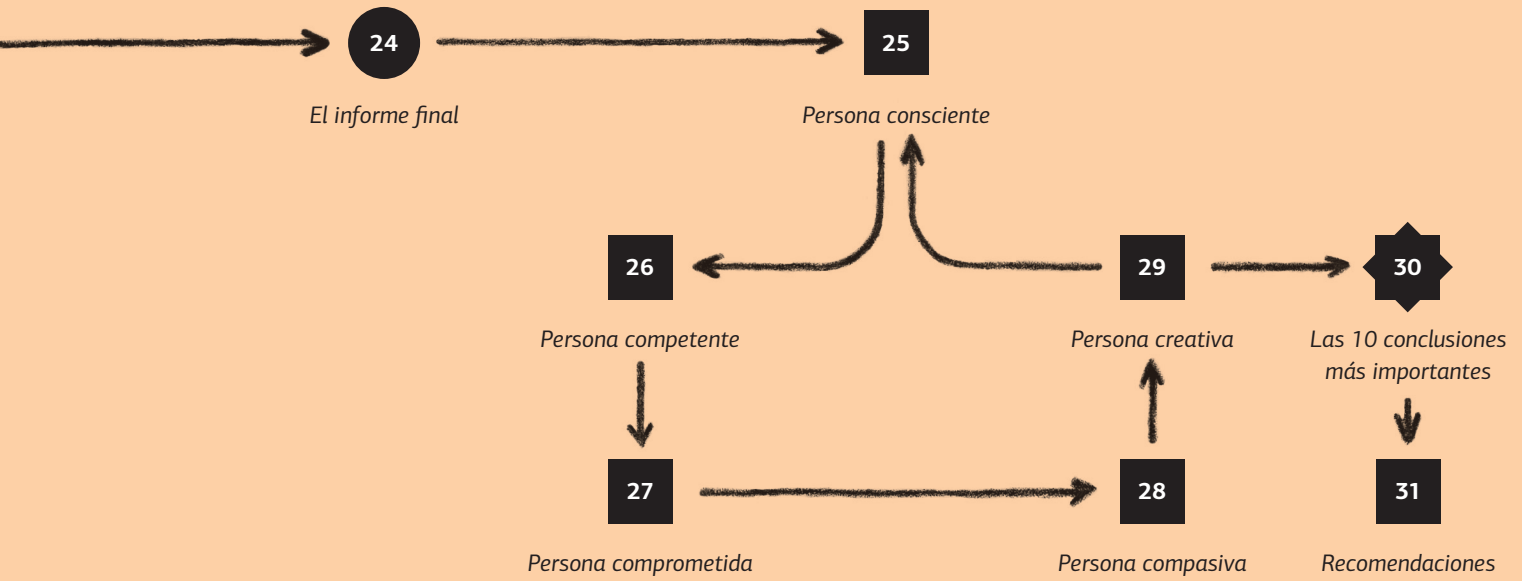 24
El informe final
25
Persona consciente
26
Persona competente
29
Persona creativa
30
Las 10 conclusiones
más importantes
27
Persona comprometida
28
Persona compasiva
31
Recomendaciones